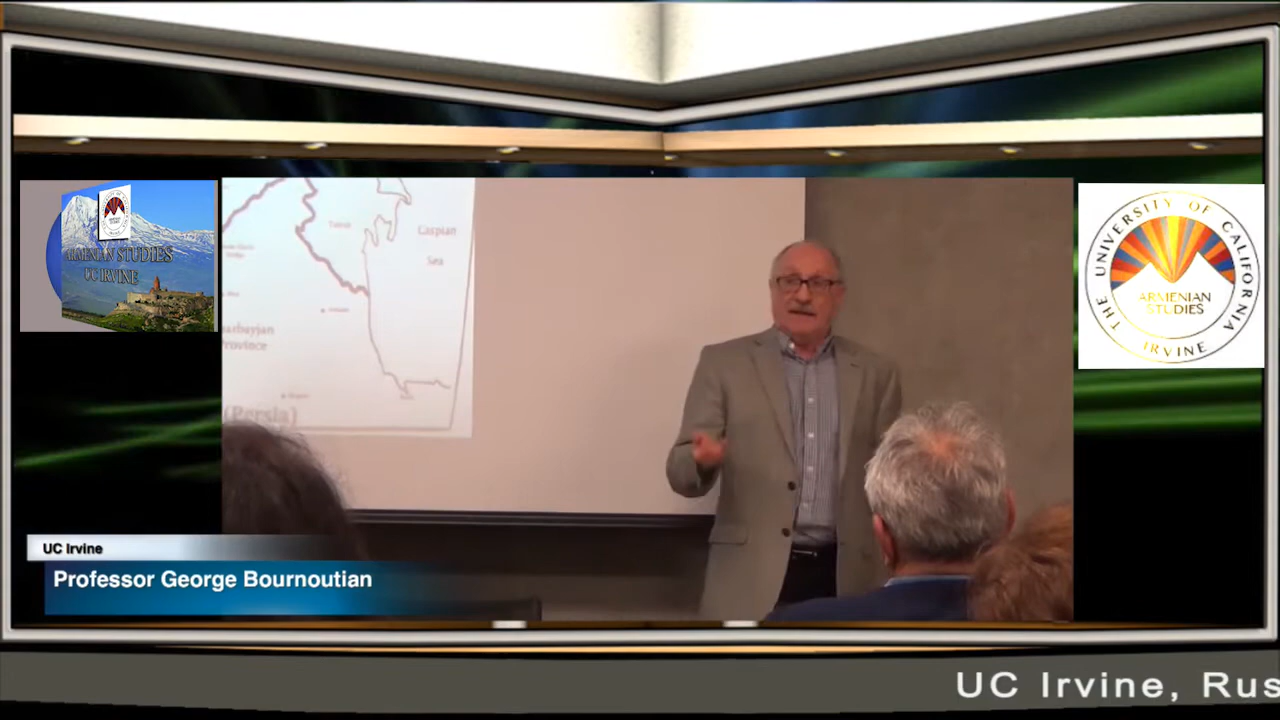 ARMENIAN STUDIES
UC IRVINE
Caspian
Sea
Province
(Persia)
THE UNIVERSITY OF CALIFORNIA
ARMENIAN
STUDIES
IRVINE
UC Irvine
Professor George Bournoutian
UC Irvine, Rus